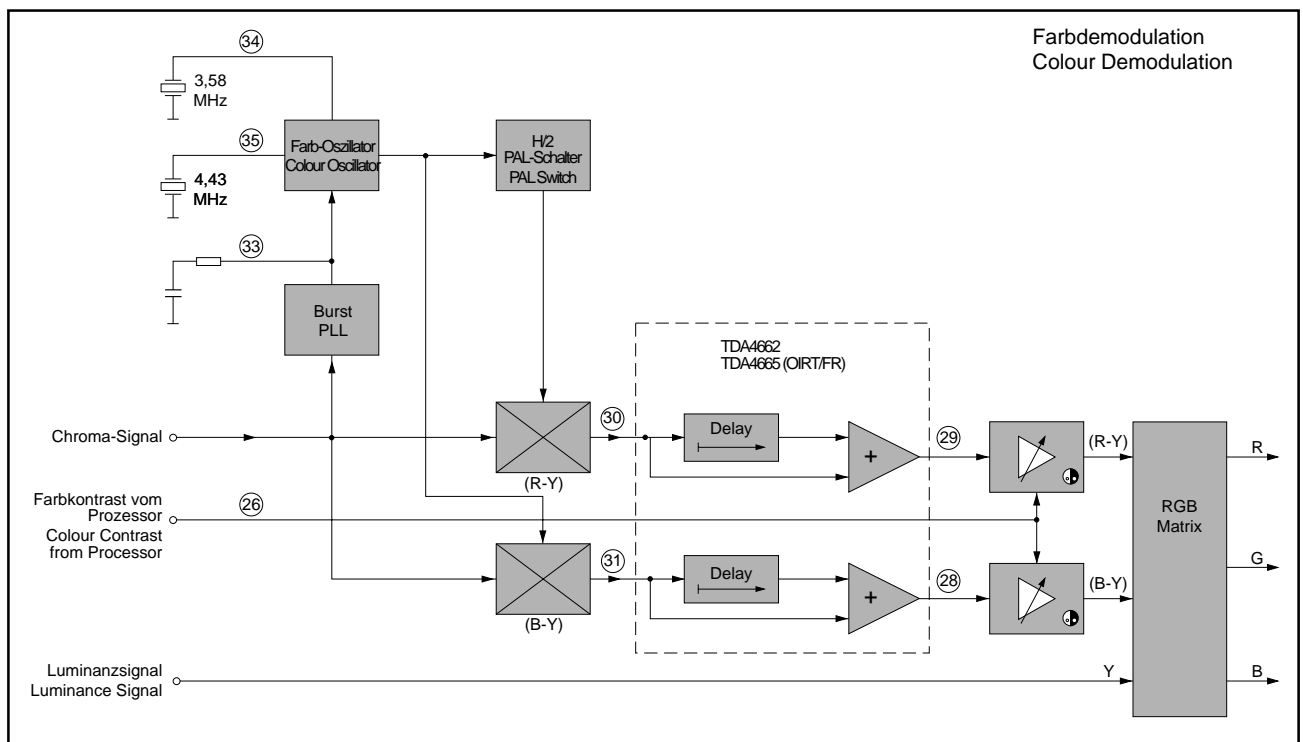 Farbdemodulation
Colour Demodulation
34
3,58
MHz
35
4,43
MHz
Farb-Oszillator
Colour Oscillator
H/2
PAL-Schalter
PAL Switch
33
Burst
PLL
TDA4662
TDA4665 (OIRT/FR)
Chroma-Signal
30
(R-Y)
Delay
+
29
(R-Y)
R
Farbkontrast vom
Prozessor
Colour Contrast
from Processor
26
RGB
Matrix
31
(B-Y)
Delay
+
28
(B-Y)
G
Luminanzsignal
Luminance Signal
Y
B